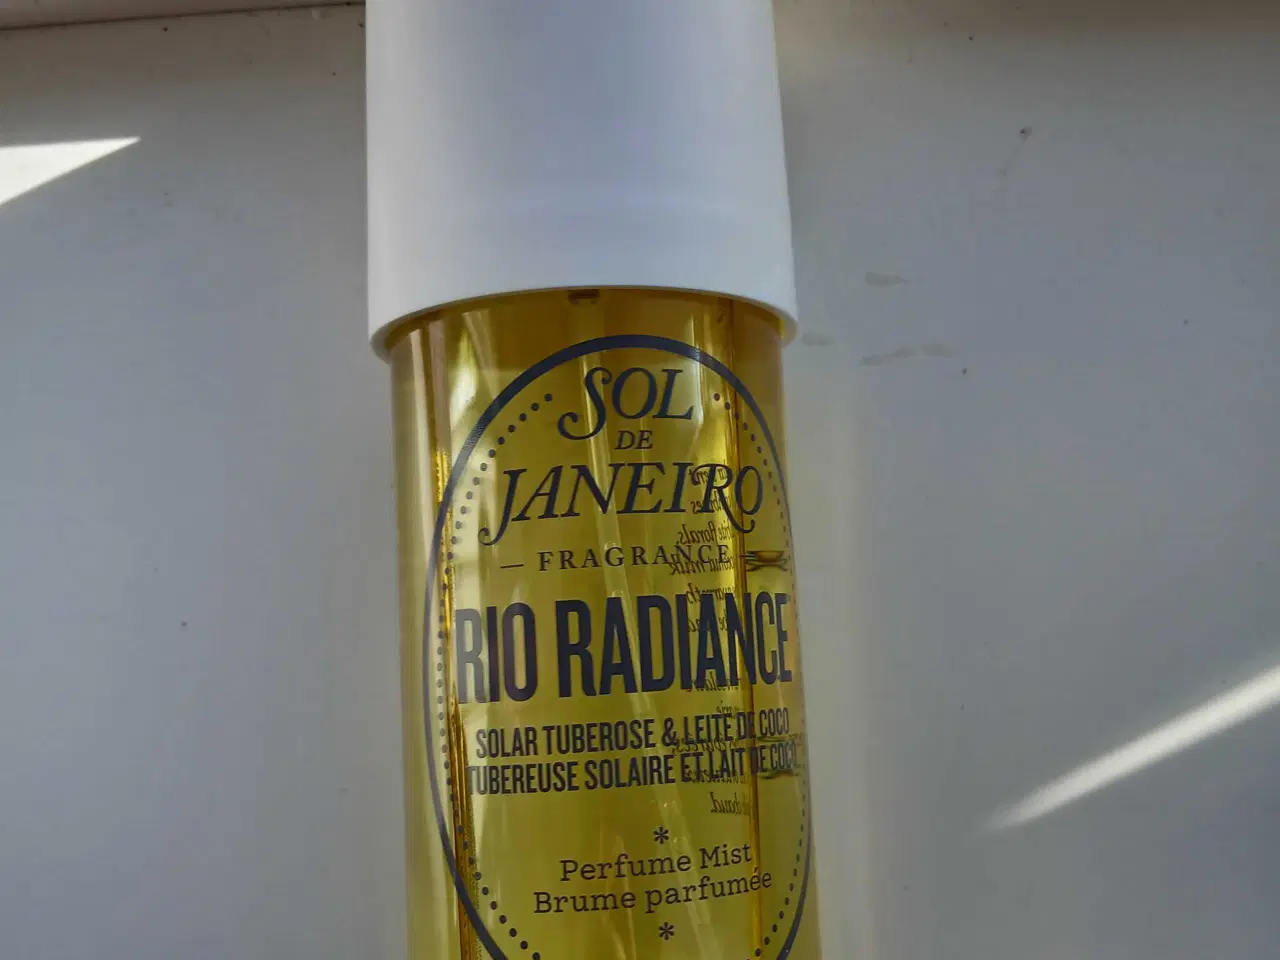 SOL
DE
JANEIRO
— FRAGRANCE —
RIO RADIANCE
SOLAR TUBEROSE & LEITE DE COCO
TUBEREUSE SOLAIRE ET LAIT DE COCO
*
Perfume Mist
Brume parfumée
*